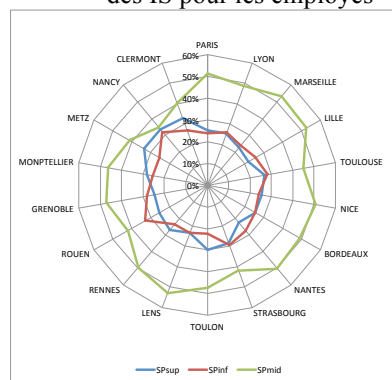 des IS pour les employés
PARIS
CLERMONT
LYON
NANCY
MARSEILLE
METZ
LILLE
MONPTELLIER
TOULOUSE
GRENOBLE
NICE
ROUEN
BORDEAUX
RENNES
NANTES
LENS
STRASBOURG
TOULON
60%
50%
40%
30%
20%
10%
0%
SPsup SPinf SPmid